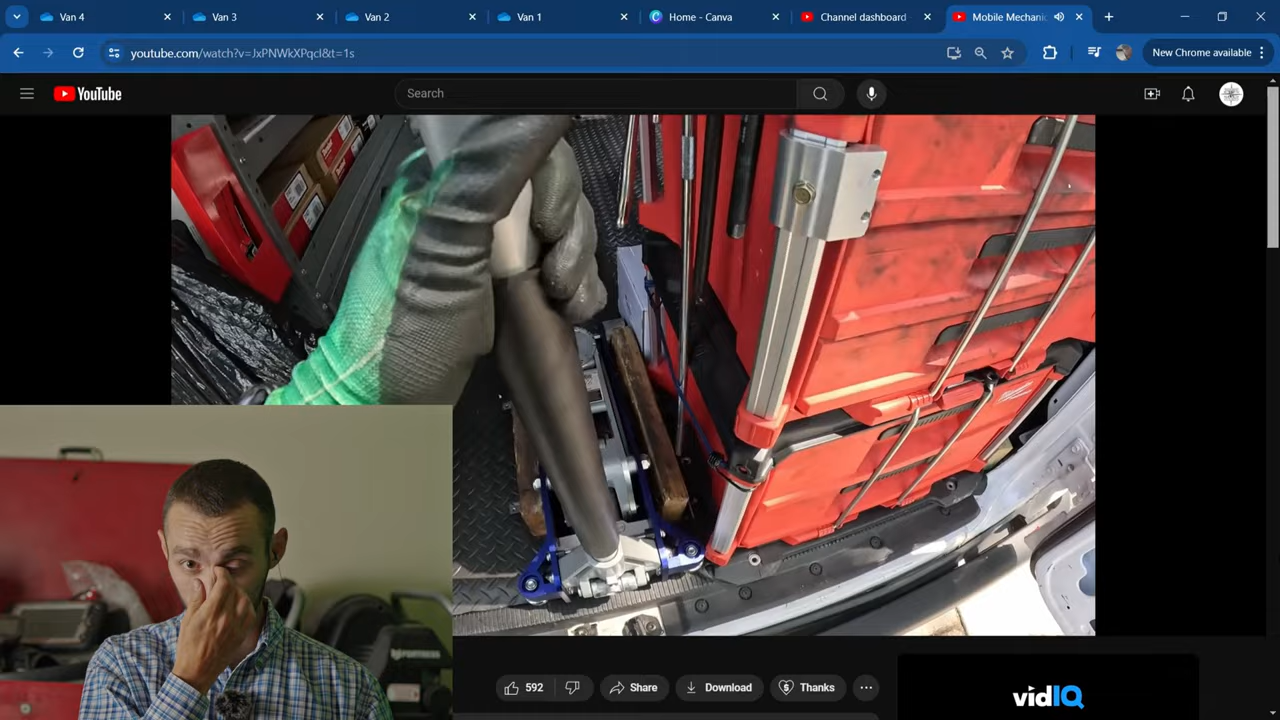 Van 4
Van 3
Van 2
Van 1
Home - Canva
Channel dashboard
Mobile Mechanic
youtube.com/watch?v=JxPNWkXPqcI&t=1s
New Chrome available
YouTube
Search
592
Share
Download
Thanks
vidIQ